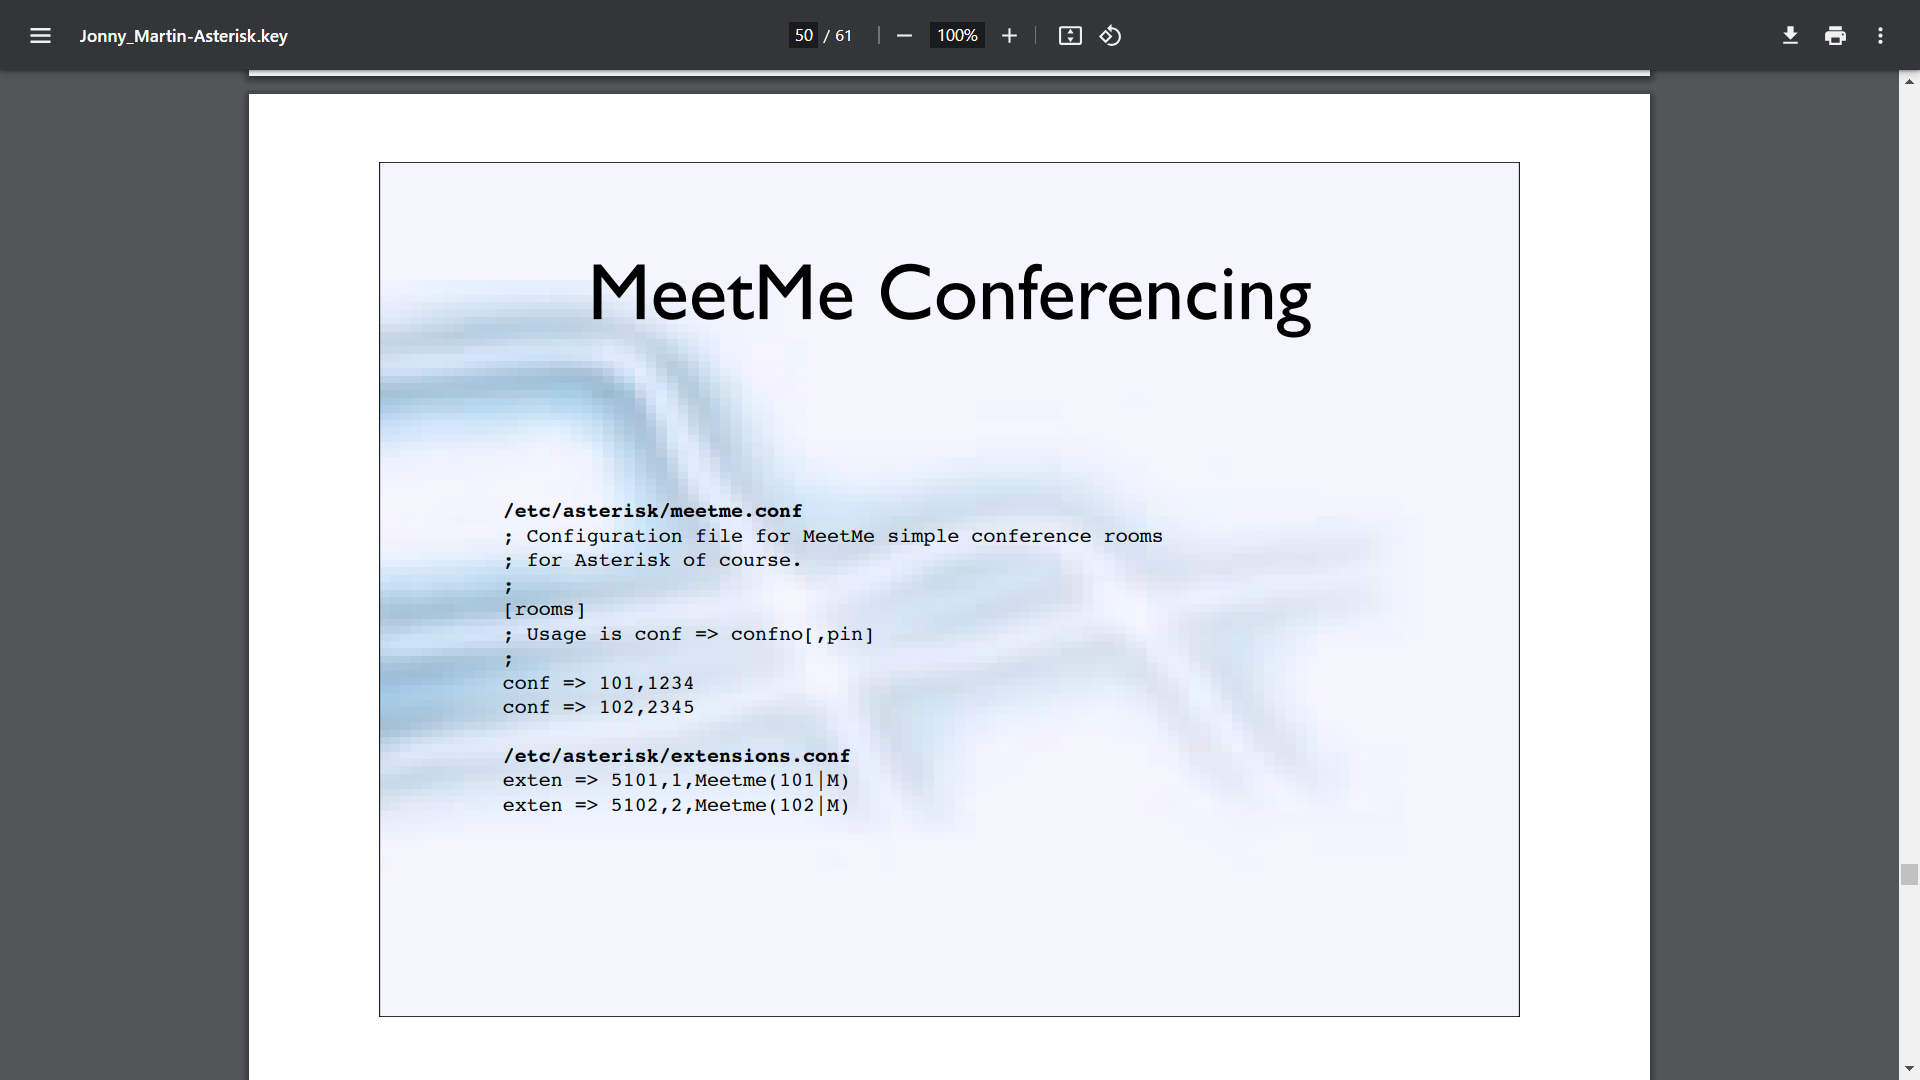 Jonny_Martin-Asterisk.key
50 / 61
100%
MeetMe Conferencing
/etc/asterisk/meetme.conf
; Configuration file for MeetMe simple conference rooms
; for Asterisk of course.
;
[rooms]
; Usage is conf => confno[,pin]
;
conf => 101,1234
conf => 102,2345
/etc/asterisk/extensions.conf
exten => 5101,1,Meetme(101|M)
exten => 5102,2,Meetme(102|M)